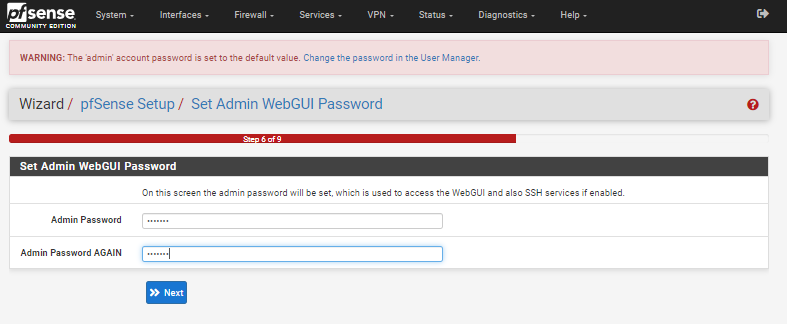 pfsense
COMMUNITY EDITION
System Interfaces Firewall Services VPN Status Diagnostics Help
WARNING: The 'admin' account password is set to the default value. Change the password in the User Manager.
Wizard / pfSense Setup / Set Admin WebGUI Password
Step 6 of 9
Set Admin WebGUI Password
On this screen the admin password will be set, which is used to access the WebGUI and also SSH services if enabled.
Admin Password •••••••
Admin Password AGAIN •••••••
Next